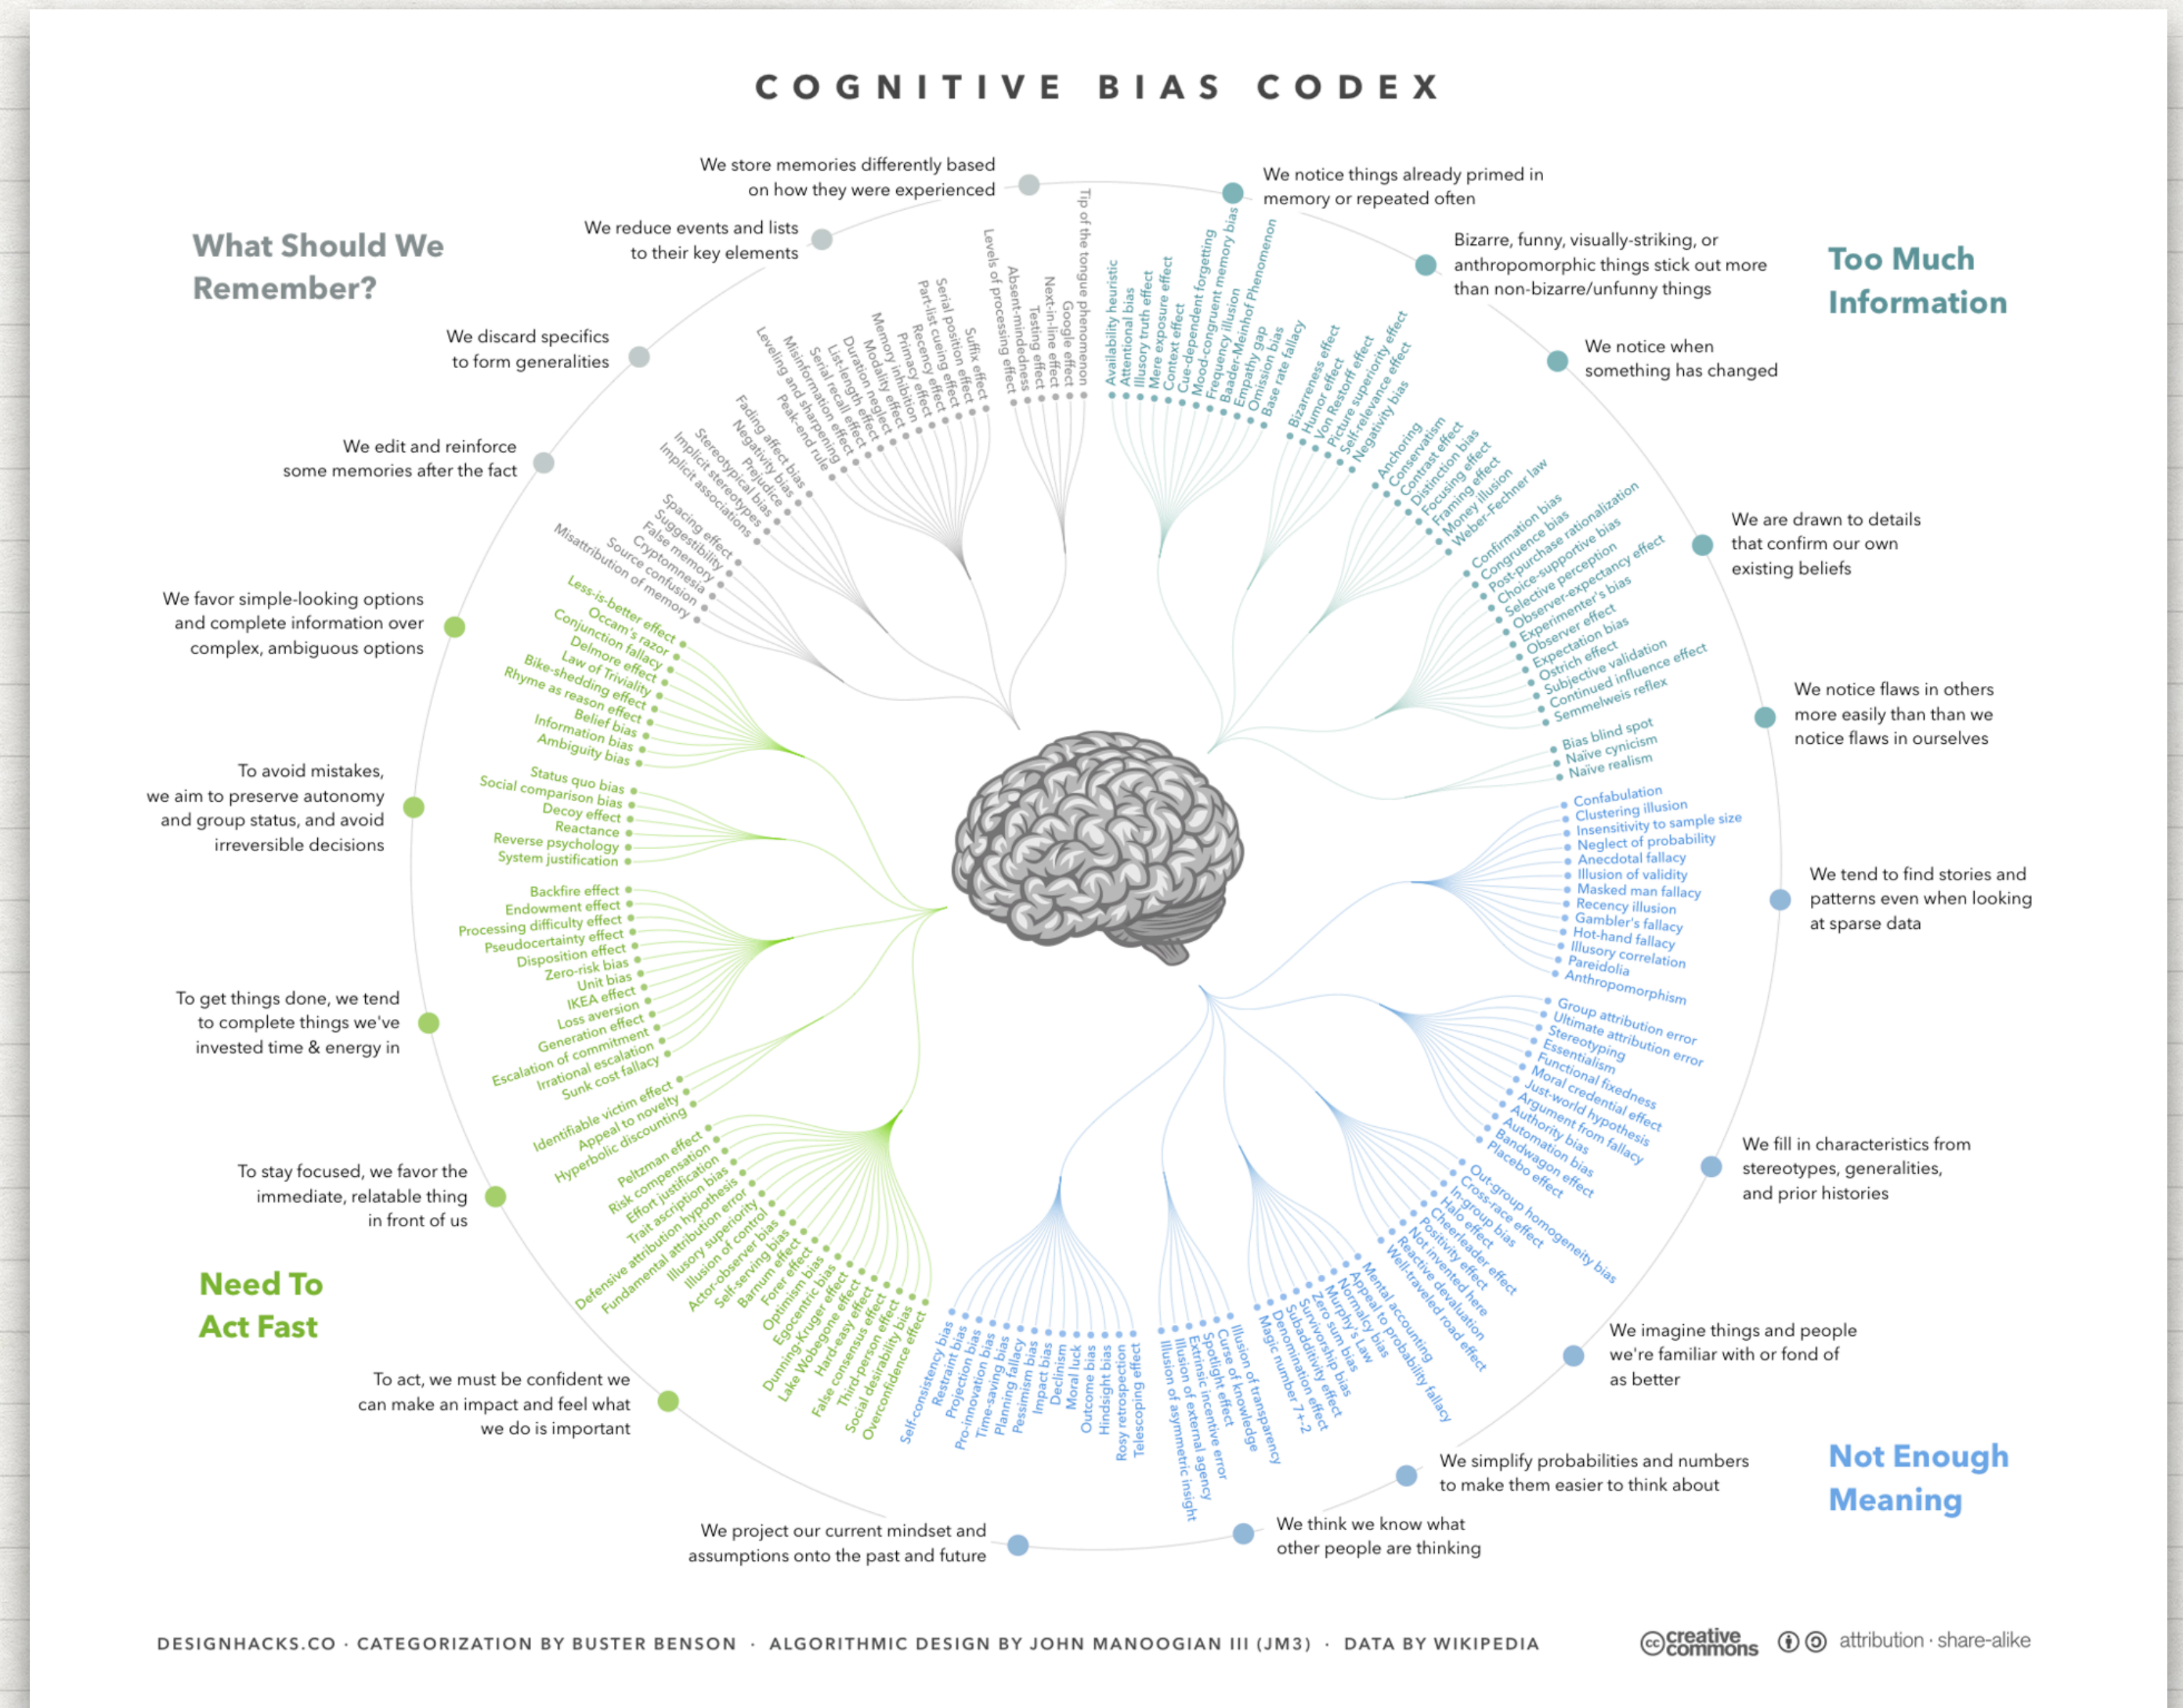 COGNITIVE BIAS CODEX
What Should We
Remember?
We store memories differently based
on how they were experienced
We reduce events and lists
to their key elements
We discard specifics
to form generalities
We edit and reinforce
some memories after the fact
Tip of the tongue phenomenon
Google effect
Next-in-line effect
Testing effect
Absent-mindedness
Levels of processing effect
Suffix effect
Serial position effect
Part-list cueing effect
Recency effect
Primacy effect
Memory inhibition
Modality effect
Duration neglect
List-length effect
Serial recall effect
Misinformation effect
Leveling and sharpening
Peak-end rule
Fading affect bias
Negativity bias
Prejudice
Stereotypical bias
Implicit stereotypes
Implicit associations
Spacing effect
Suggestibility
False memory
Cryptomnesia
Source confusion
Misattribution of memory
Too Much
Information
We notice things already primed in
memory or repeated often
Bizarre, funny, visually-striking, or
anthropomorphic things stick out more
than non-bizarre/unfunny things
We notice when
something has changed
We are drawn to details
that confirm our own
existing beliefs
We notice flaws in others
more easily than than we
notice flaws in ourselves
Availability heuristic
Attentional bias
Illusory truth effect
Mere exposure effect
Context effect
Cue-dependent forgetting
Mood-congruent memory bias
Frequency illusion
Baader-Meinhof Phenomenon
Empathy gap
Omission bias
Base rate fallacy
Bizarreness effect
Humor effect
Von Restorff effect
Picture superiority effect
Self-relevance effect
Negativity bias
Anchoring
Conservatism
Contrast effect
Distinction bias
Focusing effect
Framing effect
Money illusion
Weber-Fechner law
Confirmation bias
Congruence bias
Post-purchase rationalization
Choice-supportive bias
Selective perception
Observer-expectancy effect
Experimenter's bias
Observer effect
Expectation bias
Ostrich effect
Subjective validation
Continued influence effect
Semmelweis reflex
Bias blind spot
Naïve cynicism
Naïve realism
We tend to find stories and
patterns even when looking
at sparse data
We fill in characteristics from
stereotypes, generalities,
and prior histories
We imagine things and people
we're familiar with or fond of
as better
We simplify probabilities and numbers
to make them easier to think about
We think we know what
other people are thinking
We project our current mindset and
assumptions onto the past and future
Not Enough
Meaning
Confabulation
Clustering illusion
Insensitivity to sample size
Neglect of probability
Anecdotal fallacy
Illusion of validity
Masked man fallacy
Recency illusion
Gambler's fallacy
Hot-hand fallacy
Illusory correlation
Pareidolia
Anthropomorphism
Group attribution error
Ultimate attribution error
Stereotyping
Essentialism
Functional fixedness
Moral credential effect
Just-world hypothesis
Argument from fallacy
Authority bias
Automation bias
Bandwagon effect
Placebo effect
Out-group homogeneity bias
Cross-race effect
In-group bias
Halo effect
Cheerleader effect
Positivity effect
Not invented here
Reactive devaluation
Well-traveled road effect
Mental accounting
Appeal to probability fallacy
Normalcy bias
Murphy's Law
Zero sum bias
Survivorship bias
Subadditivity effect
Denomination effect
Magic number 7+-2
Illusion of transparency
Curse of knowledge
Spotlight effect
Extrinsic incentive error
Illusion of external agency
Illusion of asymmetric insight
Telescoping effect
Rosy retrospection
Hindsight bias
Outcome bias
Moral luck
Declinism
Impact bias
Pessimism bias
Planning fallacy
Time-saving bias
Pro-innovation bias
Projection bias
Restraint bias
Self-consistency bias
We favor simple-looking options
and complete information over
complex, ambiguous options
To avoid mistakes,
we aim to preserve autonomy
and group status, and avoid
irreversible decisions
To get things done, we tend
to complete things we've
invested time & energy in
To stay focused, we favor the
immediate, relatable thing
in front of us
Need To
Act Fast
To act, we must be confident we
can make an impact and feel what
we do is important
Less-is-better effect
Occam's razor
Conjunction fallacy
Delmore effect
Law of Triviality
Bike-shedding effect
Rhyme as reason effect
Belief bias
Information bias
Ambiguity bias
Status quo bias
Social comparison bias
Decoy effect
Reactance
Reverse psychology
System justification
Backfire effect
Endowment effect
Processing difficulty effect
Pseudocertainty effect
Disposition effect
Zero-risk bias
Unit bias
IKEA effect
Loss aversion
Generation effect
Escalation of commitment
Irrational escalation
Sunk cost fallacy
Identifiable victim effect
Appeal to novelty
Hyperbolic discounting
Peltzman effect
Risk compensation
Effort justification
Trait ascription bias
Defensive attribution hypothesis
Fundamental attribution error
Illusory superiority
Illusion of control
Actor-observer bias
Self-serving bias
Barnum effect
Forer effect
Optimism bias
Egocentric bias
Dunning-Kruger effect
Lake Wobegone effect
Hard-easy effect
False consensus effect
Third-person effect
Social desirability bias
Overconfidence effect
DESIGNHACKS.CO · CATEGORIZATION BY BUSTER BENSON · ALGORITHMIC DESIGN BY JOHN MANOOGIAN III (JM3) · DATA BY WIKIPEDIA
cc creative commons attribution · share-alike